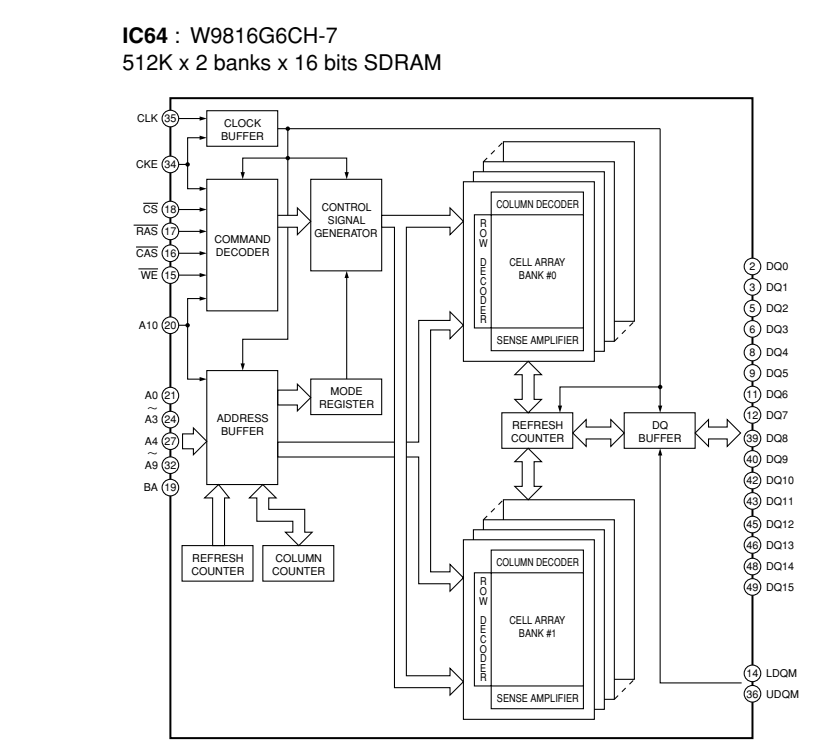 IC64 : W9816G6CH-7
512K x 2 banks x 16 bits SDRAM
CLK 35
CKE 34
CS 18
RAS 17
CAS 16
WE 15
A10 20
A0 21
~
A3 24
A4 27
~
A9 32
BA 19
CLOCK
BUFFER
COMMAND
DECODER
CONTROL
SIGNAL
GENERATOR
ADDRESS
BUFFER
MODE
REGISTER
REFRESH
COUNTER
COLUMN
COUNTER
COLUMN DECODER
ROW DECODER
CELL ARRAY
BANK #0
SENSE AMPLIFIER
REFRESH
COUNTER
DQ
BUFFER
COLUMN DECODER
ROW DECODER
CELL ARRAY
BANK #1
SENSE AMPLIFIER
2 DQ0
3 DQ1
5 DQ2
6 DQ3
8 DQ4
9 DQ5
11 DQ6
12 DQ7
39 DQ8
40 DQ9
42 DQ10
43 DQ11
45 DQ12
46 DQ13
48 DQ14
49 DQ15
14 LDQM
36 UDQM